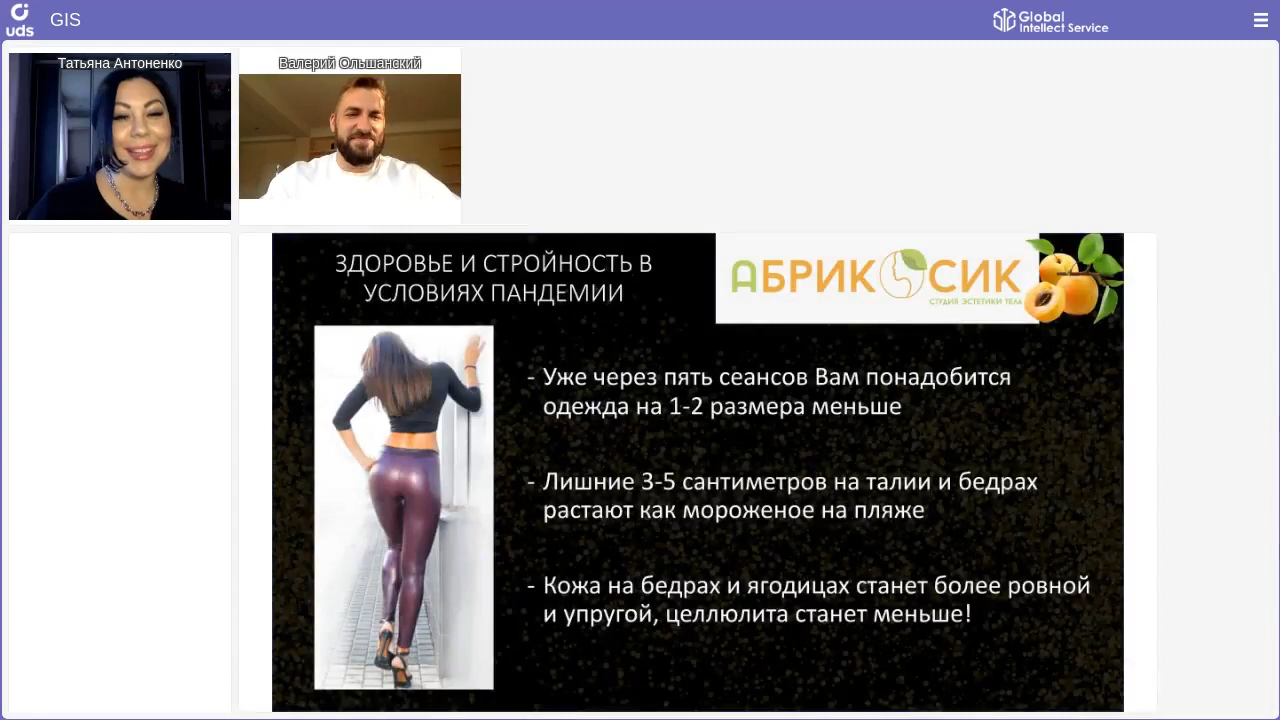 uds
GIS
Global
Intellect Service
Татьяна Антоненко
Валерий Ольшанский
ЗДОРОВЬЕ И СТРОЙНОСТЬ В
УСЛОВИЯХ ПАНДЕМИИ
АБРИКОСИК
СТУДИЯ ЭСТЕТИКИ ТЕЛА
- Уже через пять сеансов Вам понадобится
одежда на 1-2 размера меньше
- Лишние 3-5 сантиметров на талии и бедрах
растают как мороженое на пляже
- Кожа на бедрах и ягодицах станет более ровной
и упругой, целлюлита станет меньше!